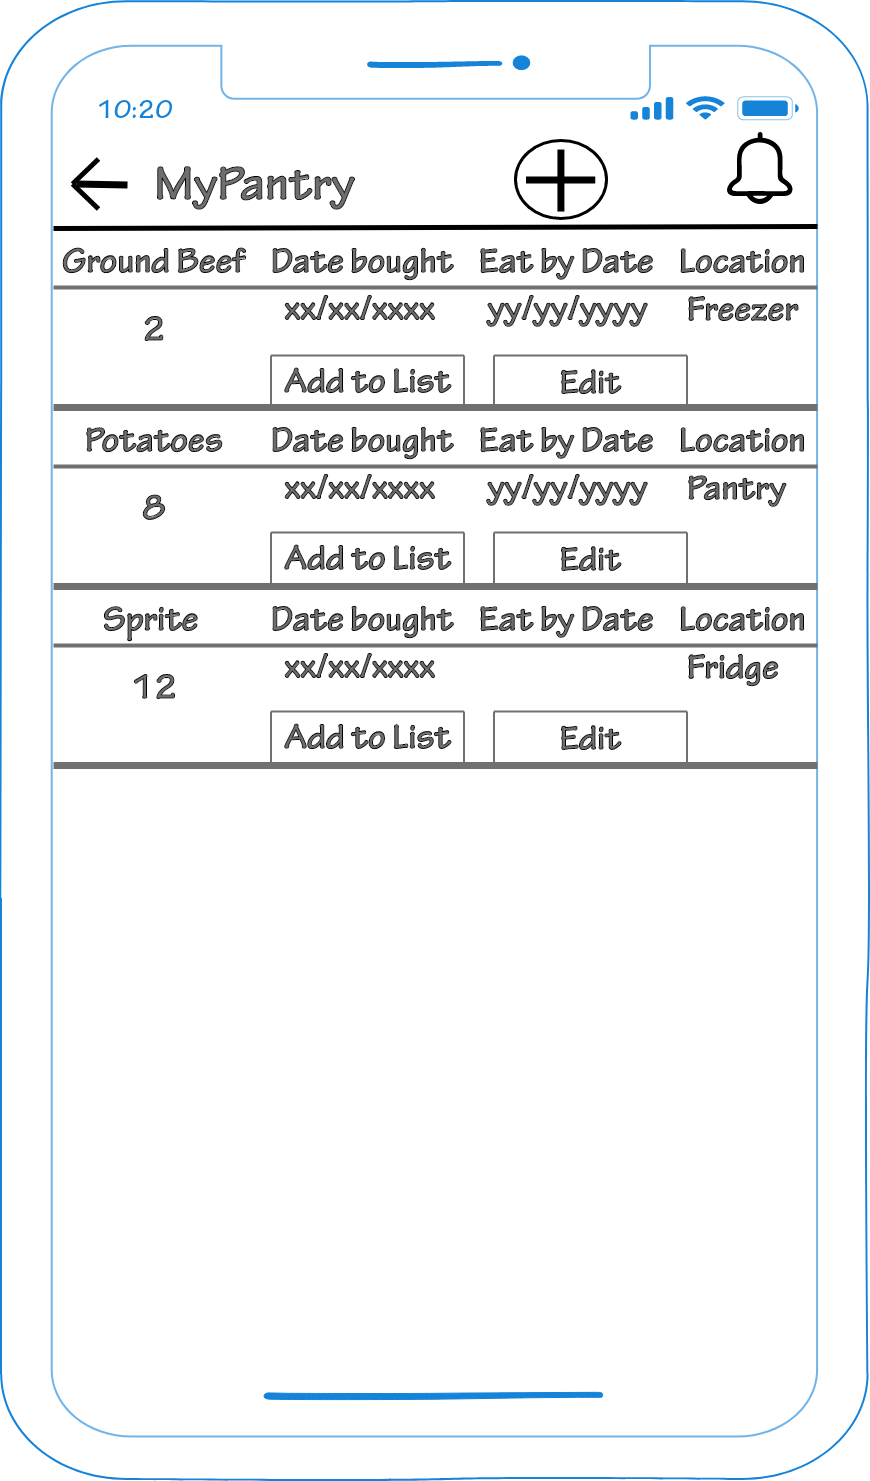 10:20
MyPantry
Ground Beef Date bought Eat by Date Location
2 xx/xx/xxxx yy/yy/yyyy Freezer
Add to List Edit
Potatoes Date bought Eat by Date Location
8 xx/xx/xxxx yy/yy/yyyy Pantry
Add to List Edit
Sprite Date bought Eat by Date Location
12 xx/xx/xxxx Fridge
Add to List Edit